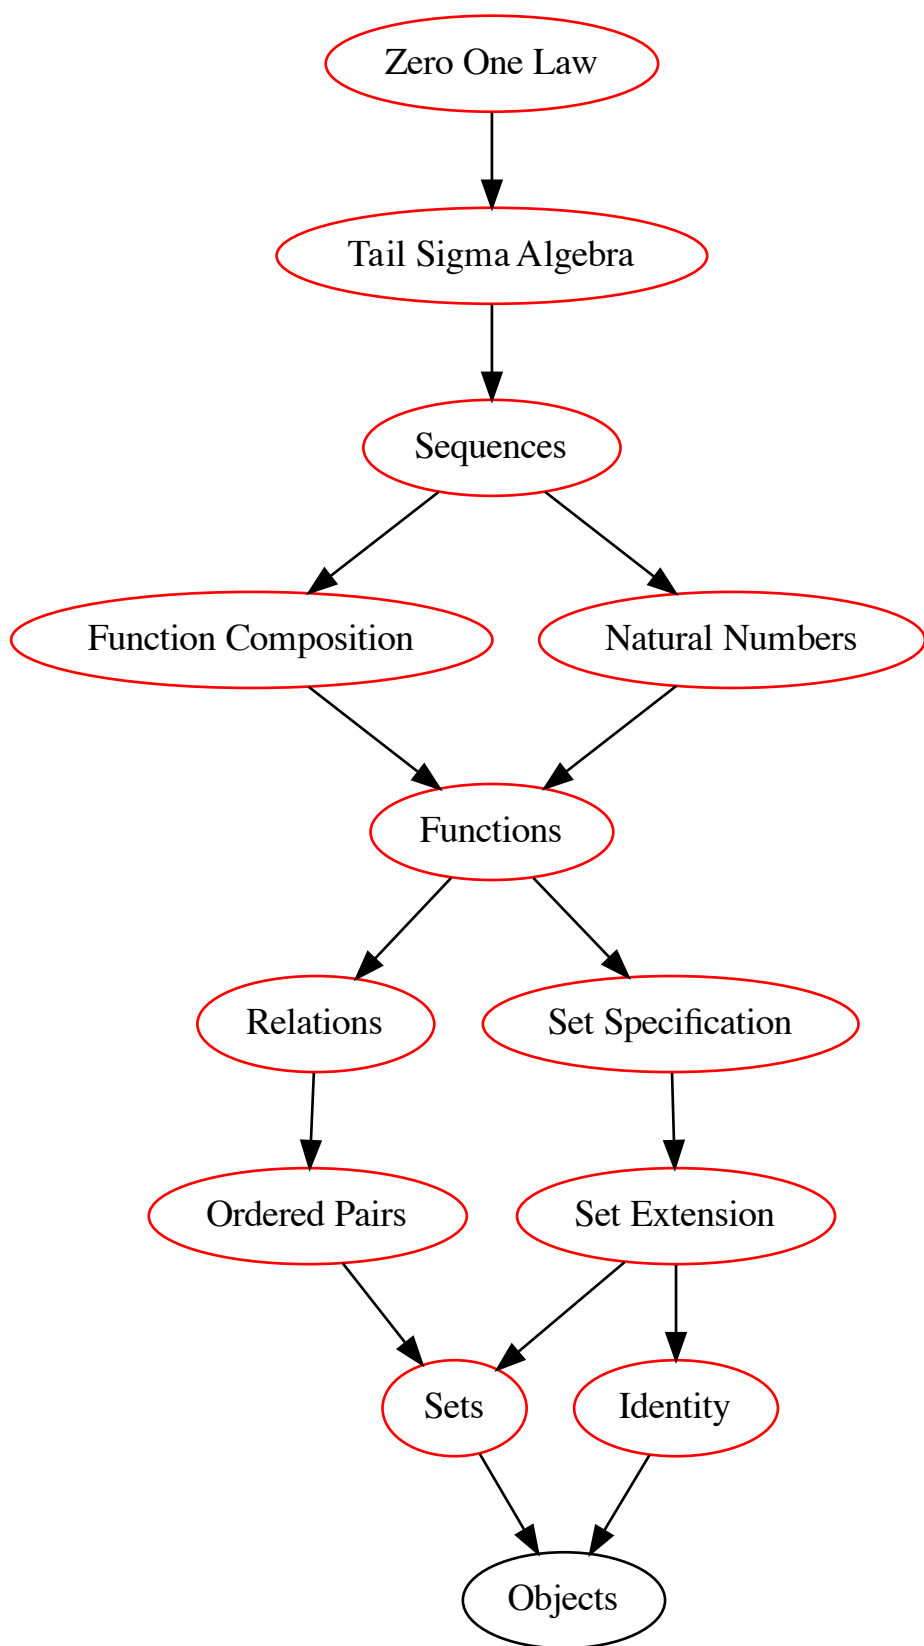 Zero One Law
Tail Sigma Algebra
Sequences
Function Composition
Natural Numbers
Functions
Relations
Set Specification
Ordered Pairs
Set Extension
Sets
Identity
Objects